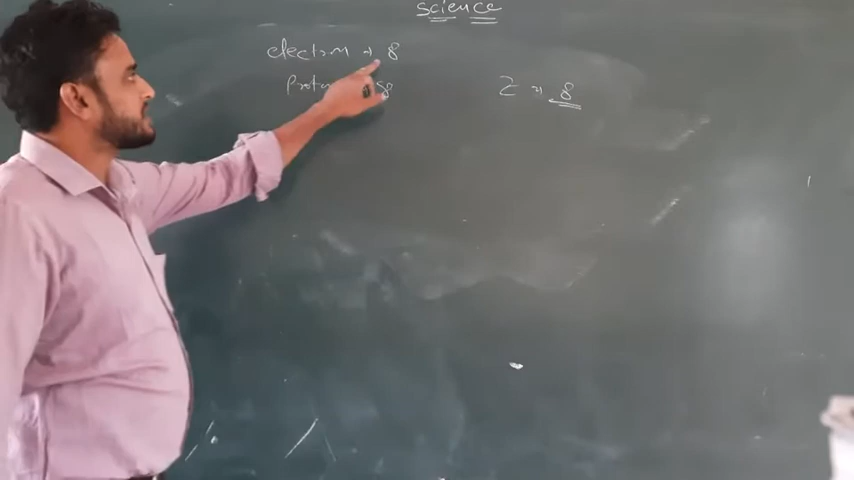 science
electron → 8
Proton 8
Z → 8